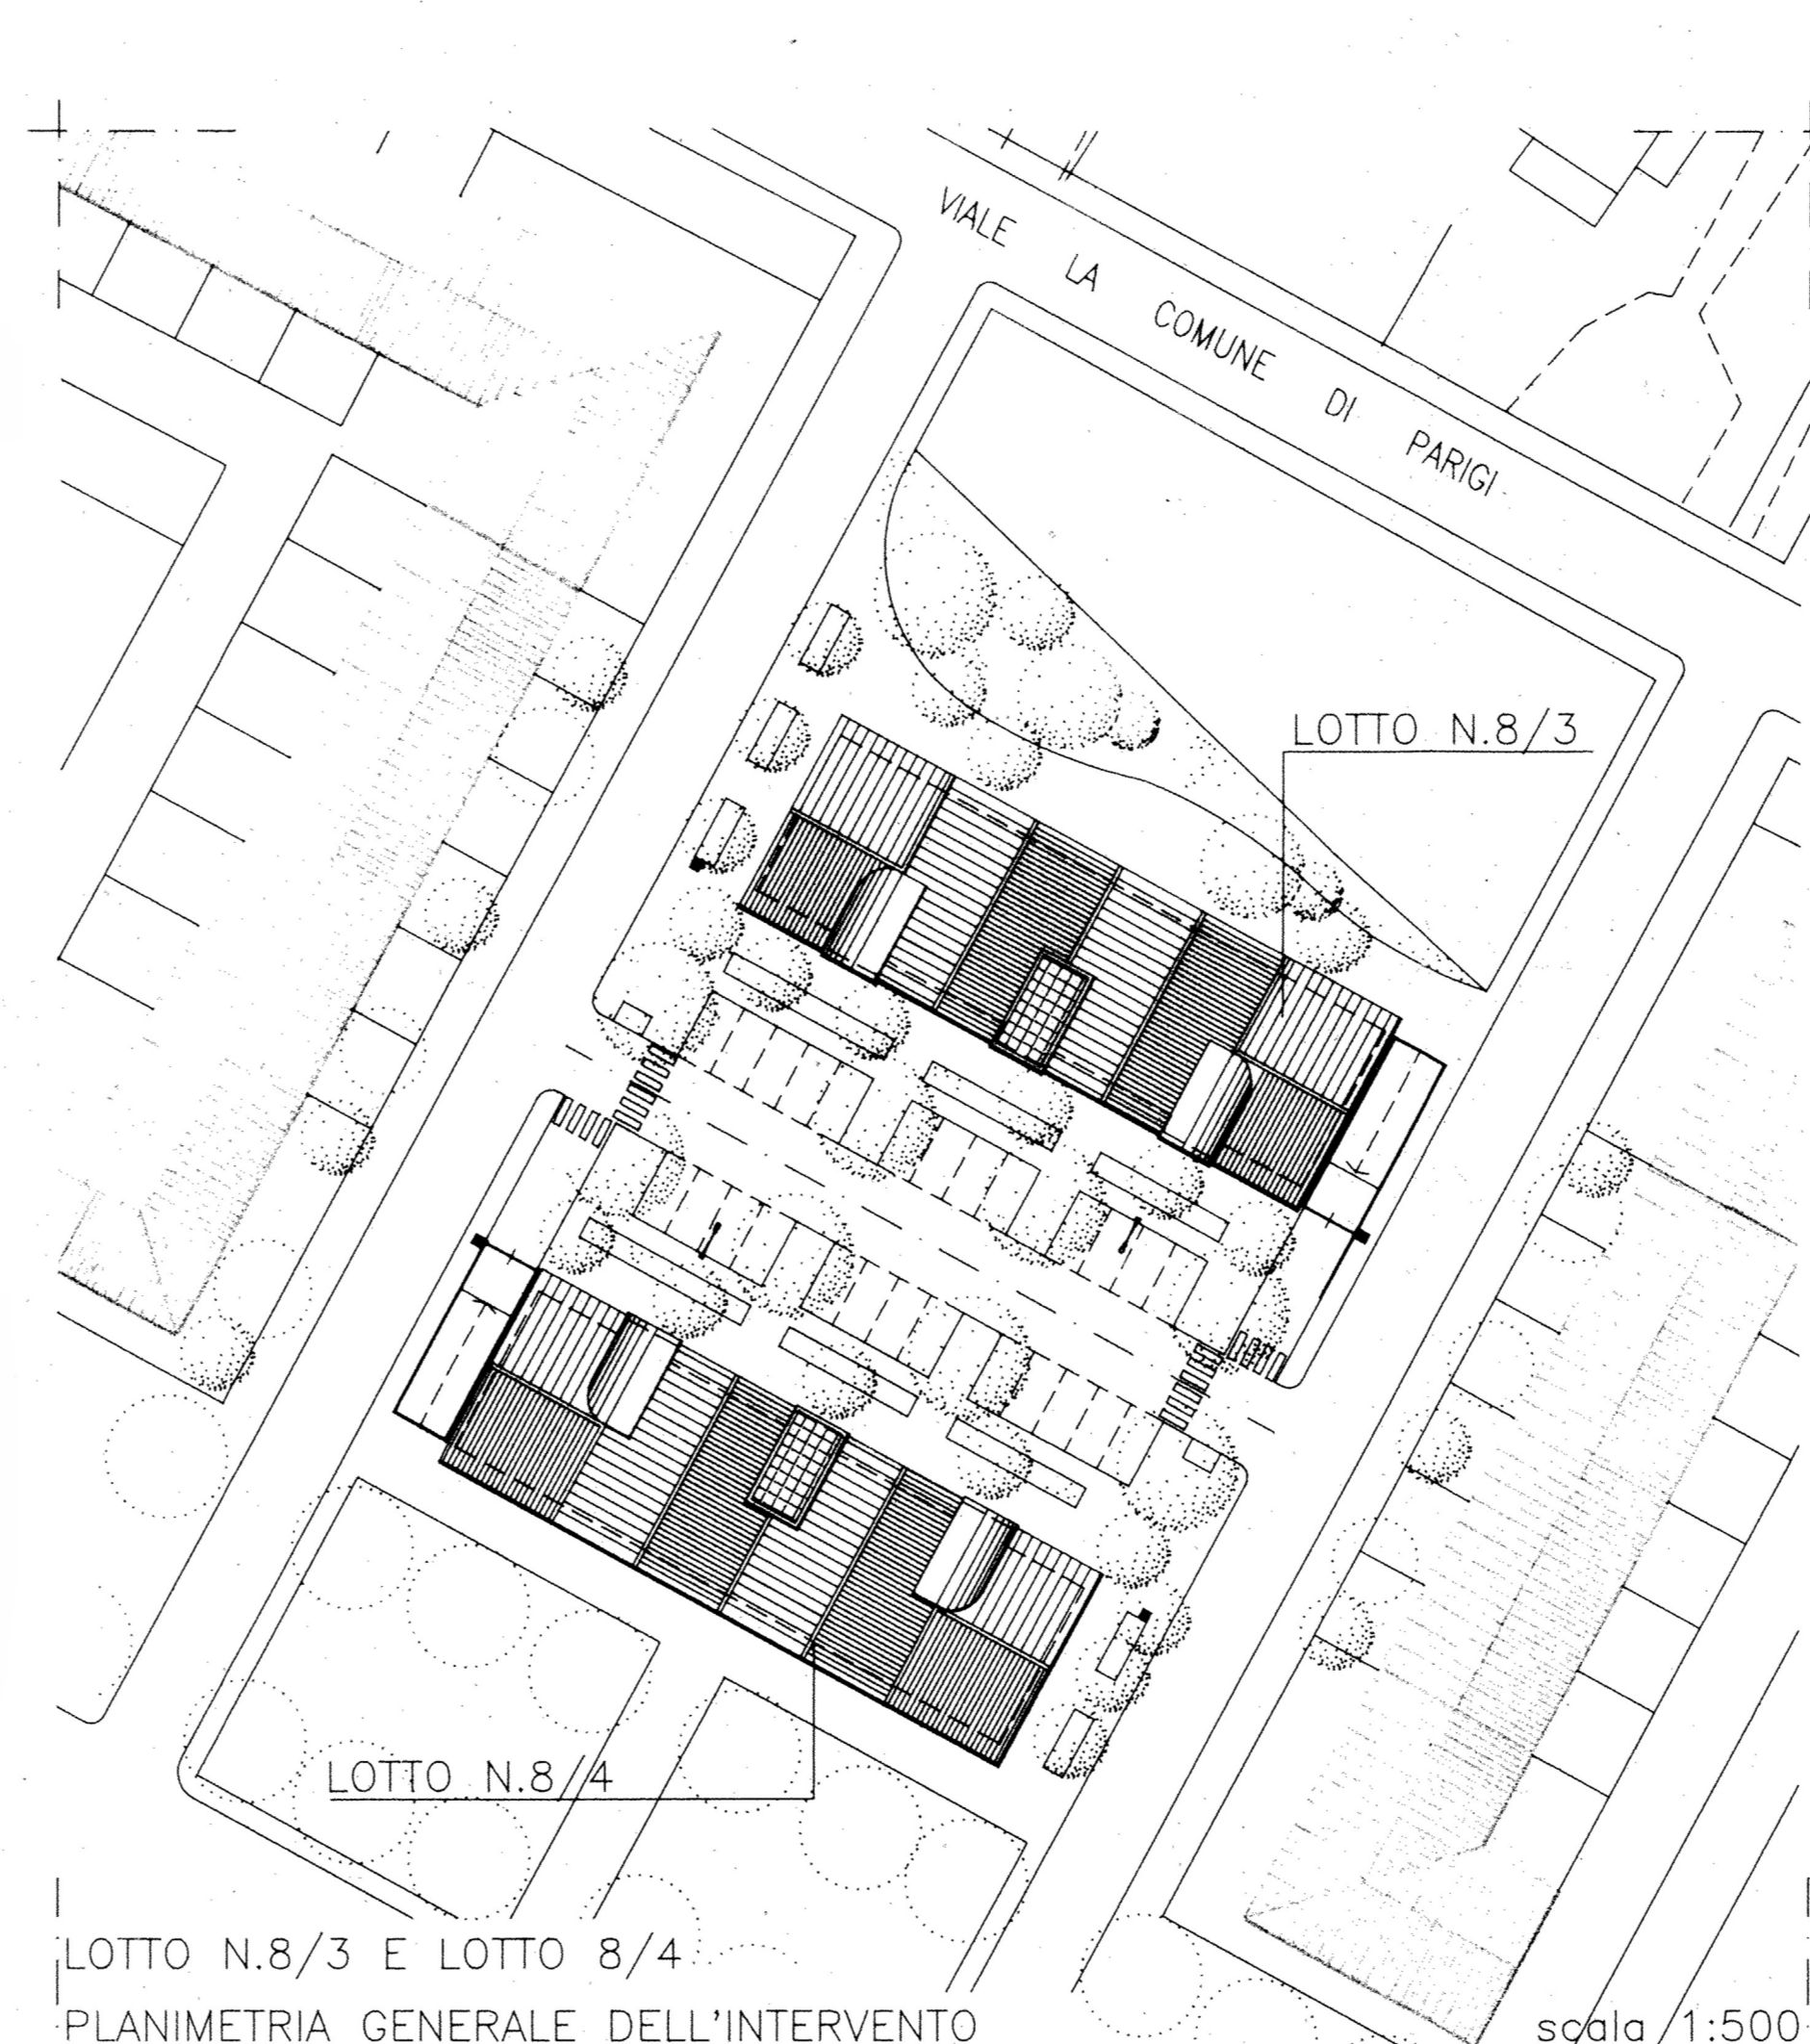 VIALE LA COMUNE DI PARIGI
LOTTO N.8/3
LOTTO N.8/4
LOTTO N.8/3 E LOTTO 8/4
PLANIMETRIA GENERALE DELL'INTERVENTO
scala 1:500